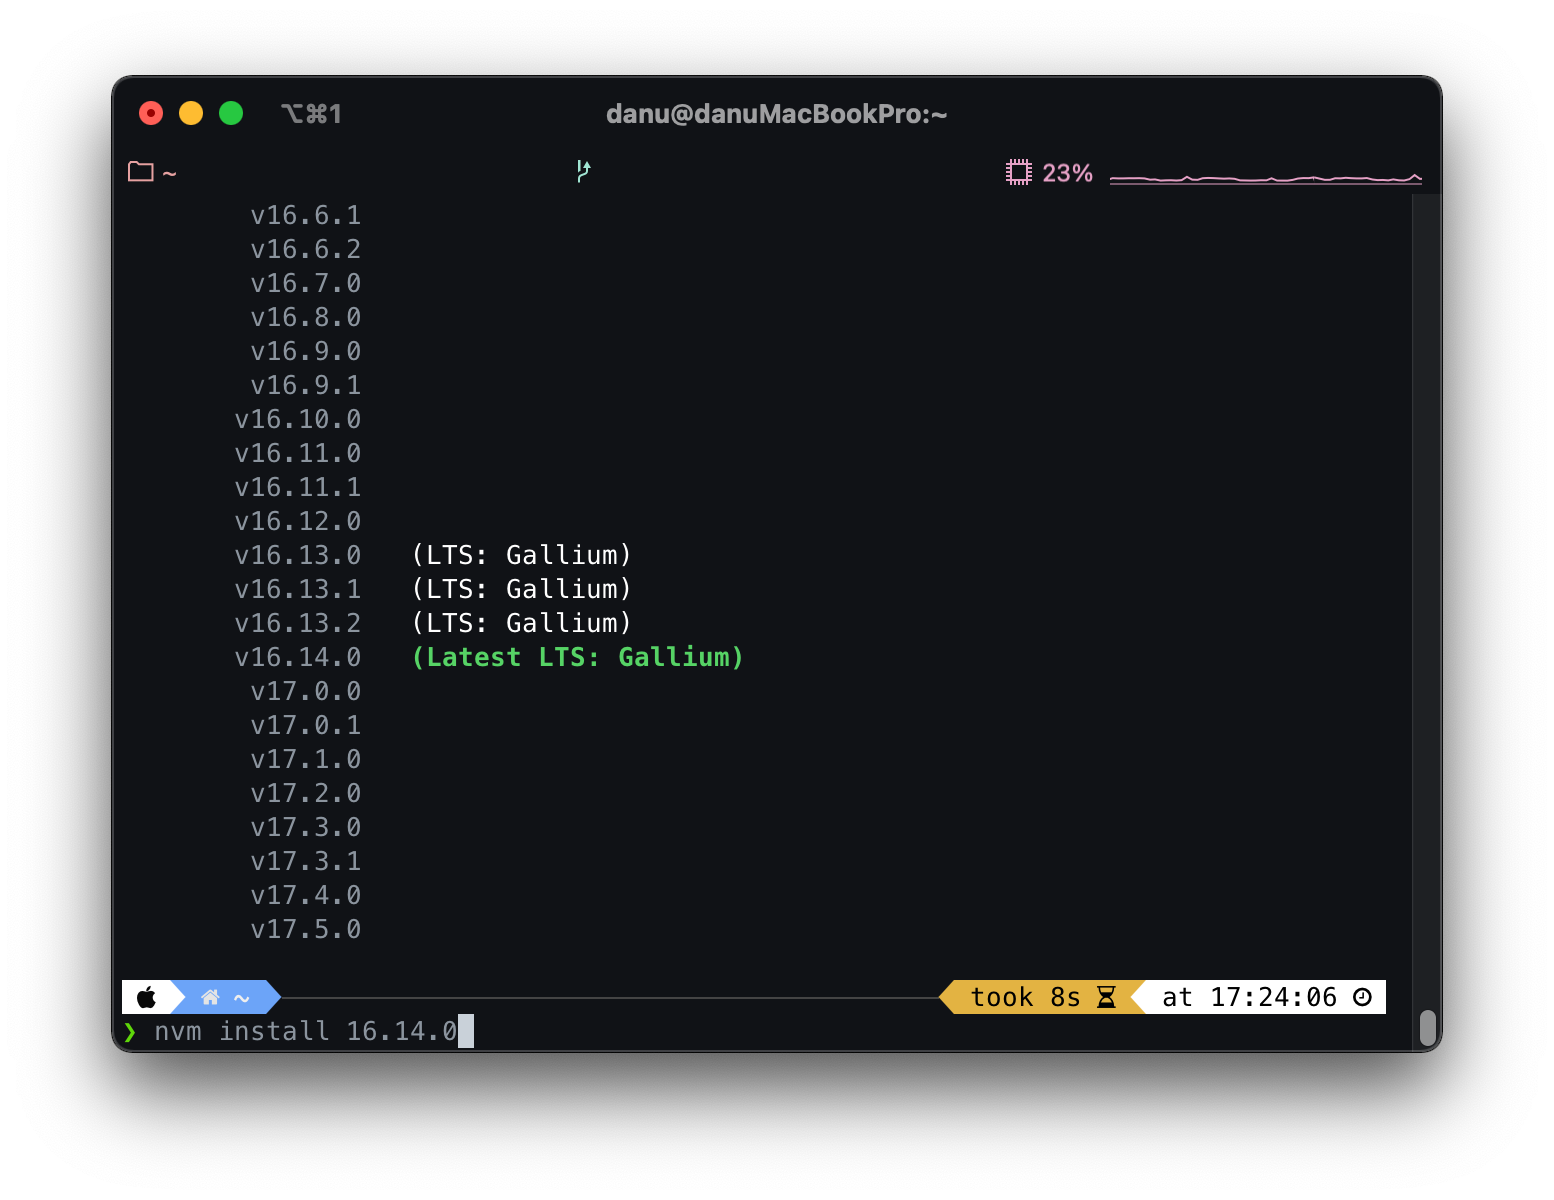 ⌥⌘1 danu@danuMacBookPro:~
~ 23%
v16.6.1
v16.6.2
v16.7.0
v16.8.0
v16.9.0
v16.9.1
v16.10.0
v16.11.0
v16.11.1
v16.12.0
v16.13.0 (LTS: Gallium)
v16.13.1 (LTS: Gallium)
v16.13.2 (LTS: Gallium)
v16.14.0 (Latest LTS: Gallium)
v17.0.0
v17.0.1
v17.1.0
v17.2.0
v17.3.0
v17.3.1
v17.4.0
v17.5.0
~ took 8s at 17:24:06
❯ nvm install 16.14.0